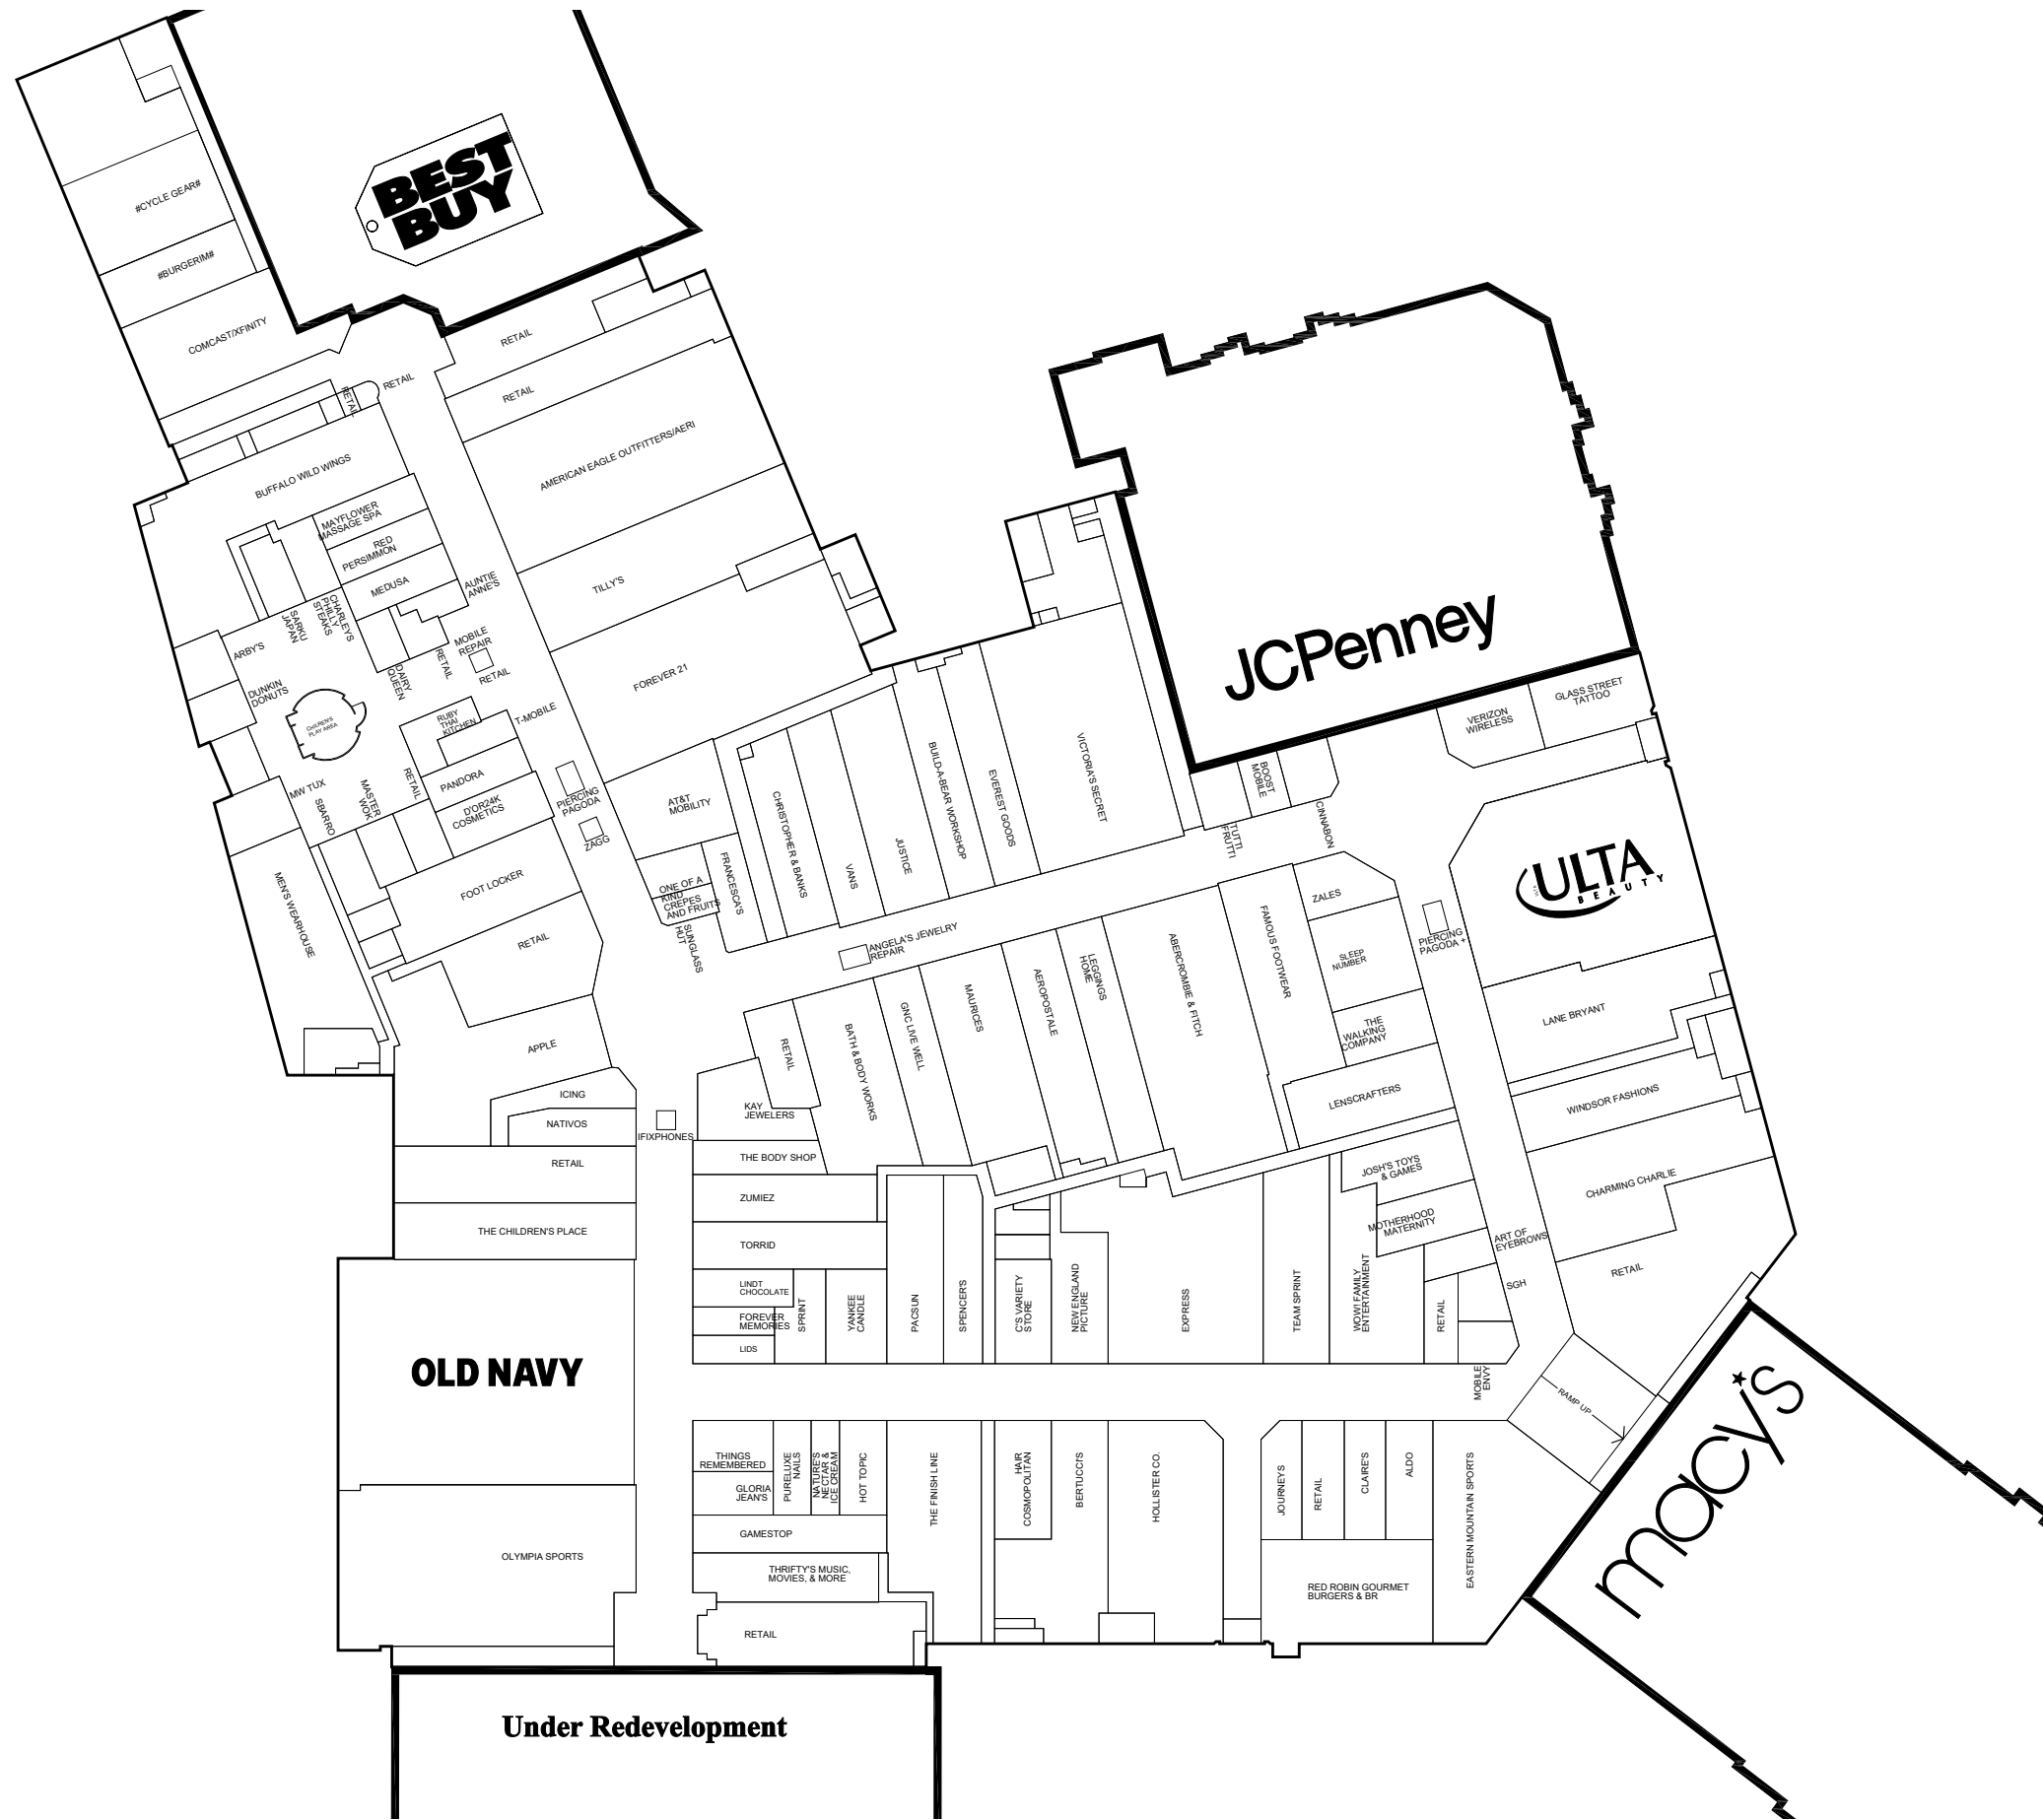 BEST
BUY
#CYCLE GEAR#
#BURGERIM#
COMCAST/XFINITY
RETAIL
RETAIL
RETAIL
RETAIL
BUFFALO WILD WINGS
AMERICAN EAGLE OUTFITTERS/AERI
MAYFLOWER
MASSAGE SPA
RED
PERSIMMON
MEDUSA
AUNTIE
ANNE'S
TILLY'S
CHARLEYS
PHILLY
STEAKS
SARKU
JAPAN
ARBY'S
DUNKIN
DONUTS
DAIRY
QUEEN
RETAIL
MOBILE
REPAIR
RETAIL
FOREVER 21
CHILDREN'S
PLAY AREA
RUBY
THAI
KITCHEN
T-MOBILE
PANDORA
RETAIL
D'OR24K
COSMETICS
PIERCING
PAGODA
ZAGG
MW TUX
SBARRO
MASTER
WOK
MEN'S WEARHOUSE
FOOT LOCKER
RETAIL
APPLE
AT&T
MOBILITY
ONE OF A
KIND
CREPES
AND FRUITS
SUNGLASS
HUT
FRANCESCA'S
CHRISTOPHER & BANKS
VANS
JUSTICE
BUILD-A-BEAR WORKSHOP
EVEREST GOODS
VICTORIA'S SECRET
JCPenney
VERIZON
WIRELESS
GLASS STREET
TATTOO
BOOST
MOBILE
TUTTI
FRUTTI
CINNABON
ULTA
BEAUTY
PIERCING
PAGODA +
ANGELA'S JEWELRY
REPAIR
RETAIL
BATH & BODY WORKS
GNC LIVE WELL
MAURICES
AEROPOSTALE
LEGGINGS
HOME
ABERCROMBIE & FITCH
FAMOUS FOOTWEAR
ZALES
SLEEP
NUMBER
THE
WALKING
COMPANY
LENSCRAFTERS
LANE BRYANT
WINDSOR FASHIONS
CHARMING CHARLIE
RETAIL
ICING
NATIVOS
RETAIL
THE CHILDREN'S PLACE
IFIXPHONES
KAY
JEWELERS
THE BODY SHOP
ZUMIEZ
TORRID
LINDT
CHOCOLATE
FOREVER
MEMORIES
LIDS
SPRINT
YANKEE
CANDLE
PACSUN
SPENCER'S
C'S VARIETY
STORE
NEW ENGLAND
PICTURE
EXPRESS
TEAM SPRINT
WOW! FAMILY
ENTERTAINMENT
JOSH'S TOYS
& GAMES
MOTHERHOOD
MATERNITY
RETAIL
ART OF
EYEBROWS
SGH
MOBILE
ENVY
RAMP UP
macy's
OLD NAVY
OLYMPIA SPORTS
THINGS
REMEMBERED
GLORIA
JEAN'S
PURELUXE
NAILS
NATURE'S
NECTAR &
ICE CREAM
HOT TOPIC
GAMESTOP
THRIFTY'S MUSIC,
MOVIES, & MORE
RETAIL
THE FINISH LINE
HAIR
COSMOPOLITAN
BERTUCCI'S
HOLLISTER CO.
JOURNEYS
RETAIL
CLAIRE'S
ALDO
RED ROBIN GOURMET
BURGERS & BR
EASTERN MOUNTAIN SPORTS
Under Redevelopment